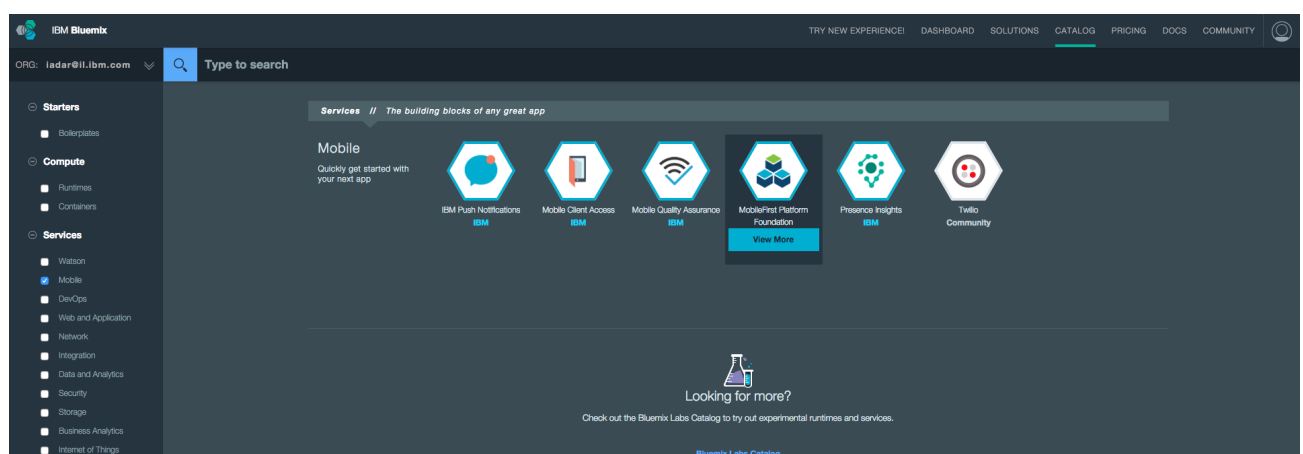 IBM Bluemix
TRY NEW EXPERIENCE! DASHBOARD SOLUTIONS CATALOG PRICING DOCS COMMUNITY
ORG: iadar@il.ibm.com
Type to search
Starters
Boilerplates
Compute
Runtimes
Containers
Services
Watson
Mobile
DevOps
Web and Application
Network
Integration
Data and Analytics
Security
Storage
Business Analytics
Internet of Things
Services // The building blocks of any great app
Mobile
Quickly get started with
your next app
IBM Push Notifications
IBM
Mobile Client Access
IBM
Mobile Quality Assurance
IBM
MobileFirst Platform
Foundation
View More
Presence Insights
IBM
Twilio
Community
Looking for more?
Check out the Bluemix Labs Catalog to try out experimental runtimes and services.
Bluemix Labs Catalog